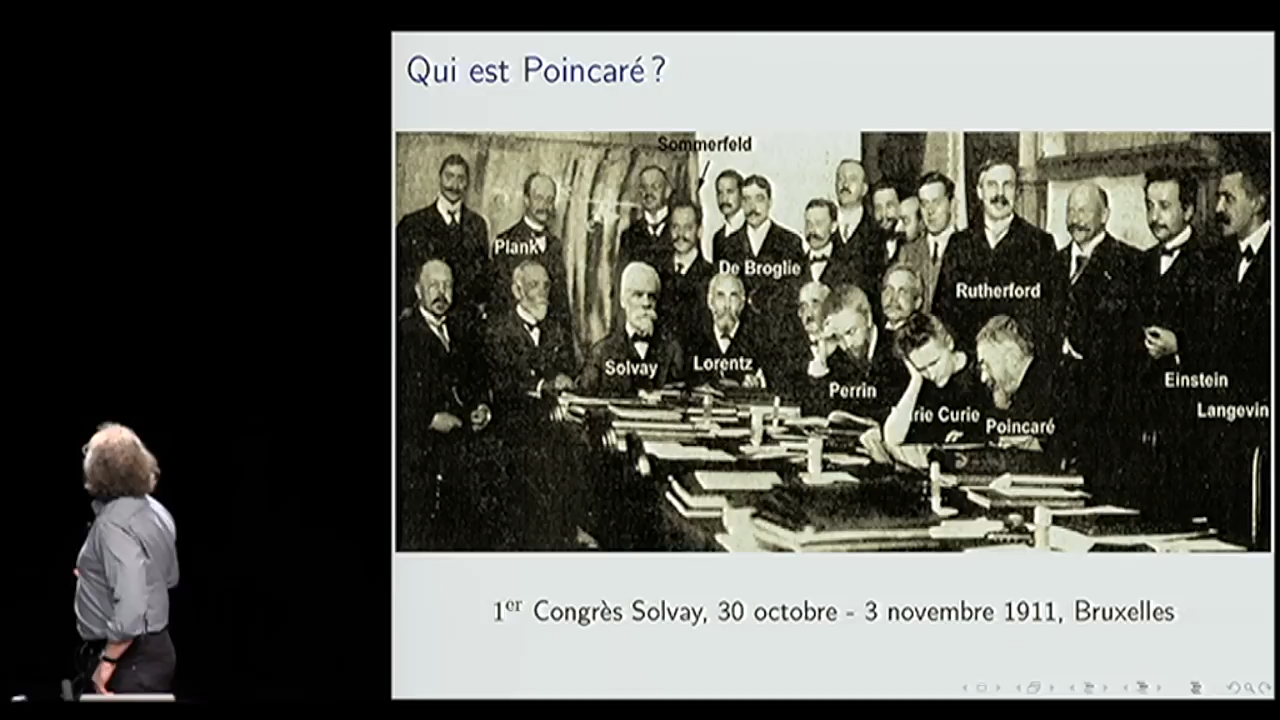 Qui est Poincaré ?
Sommerfeld
Plank
De Broglie
Rutherford
Solvay
Lorentz
Perrin
Einstein
rie Curie
Poincaré
Langevin
1er Congrès Solvay, 30 octobre - 3 novembre 1911, Bruxelles